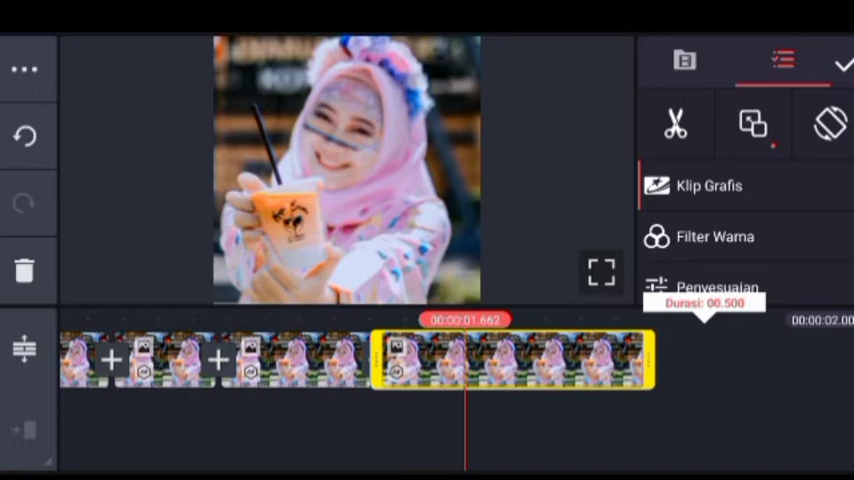 Klip Grafis
Filter Warna
Penyesuaian
Durasi: 00.500
00:00:01.662
00:00:02.00